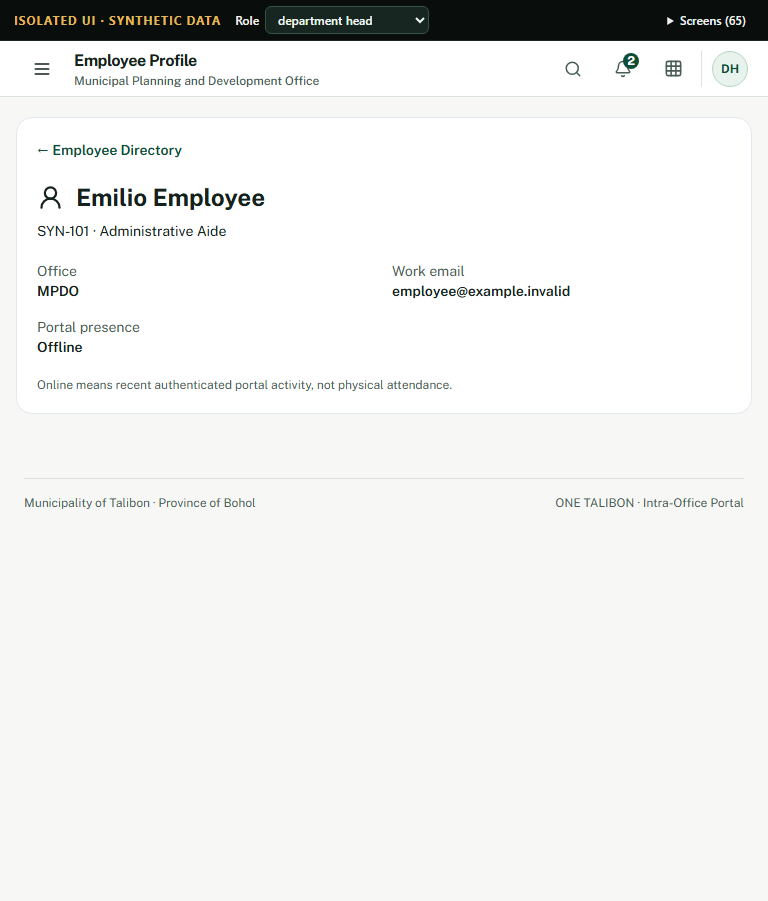 ISOLATED UI · SYNTHETIC DATA Role department head ▶ Screens (65)
Employee Profile
Municipal Planning and Development Office
2
DH
← Employee Directory
Emilio Employee
SYN-101 · Administrative Aide
Office
MPDO
Work email
employee@example.invalid
Portal presence
Offline
Online means recent authenticated portal activity, not physical attendance.
Municipality of Talibon · Province of Bohol
ONE TALIBON · Intra-Office Portal